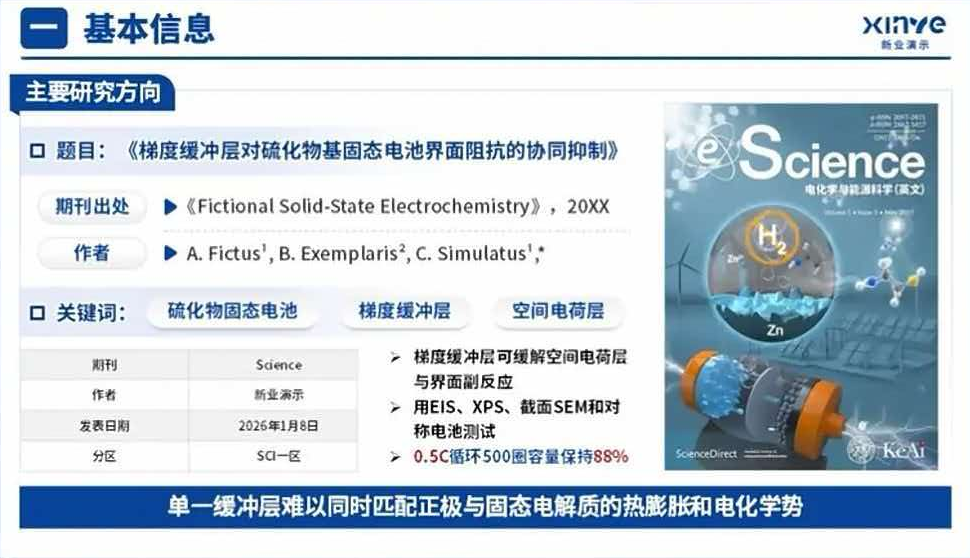 一 基本信息
xinye
新业演示
主要研究方向
题目：《梯度缓冲层对硫化物基固态电池界面阻抗的协同抑制》
期刊出处 《Fictional Solid-State Electrochemistry》，20XX
作者 A. Fictus¹, B. Exemplaris², C. Simulatus¹,*
关键词： 硫化物固态电池 梯度缓冲层 空间电荷层
期刊 Science
作者 新业演示
发表日期 2026年1月8日
分区 SCI一区
梯度缓冲层可缓解空间电荷层
与界面副反应
用EIS、XPS、截面SEM和对
称电池测试
0.5C循环500圈容量保持88%
e Science
电化学与能源科学(英文)
H₂
Zn
ScienceDirect
KeAi
单一缓冲层难以同时匹配正极与固态电解质的热膨胀和电化学势